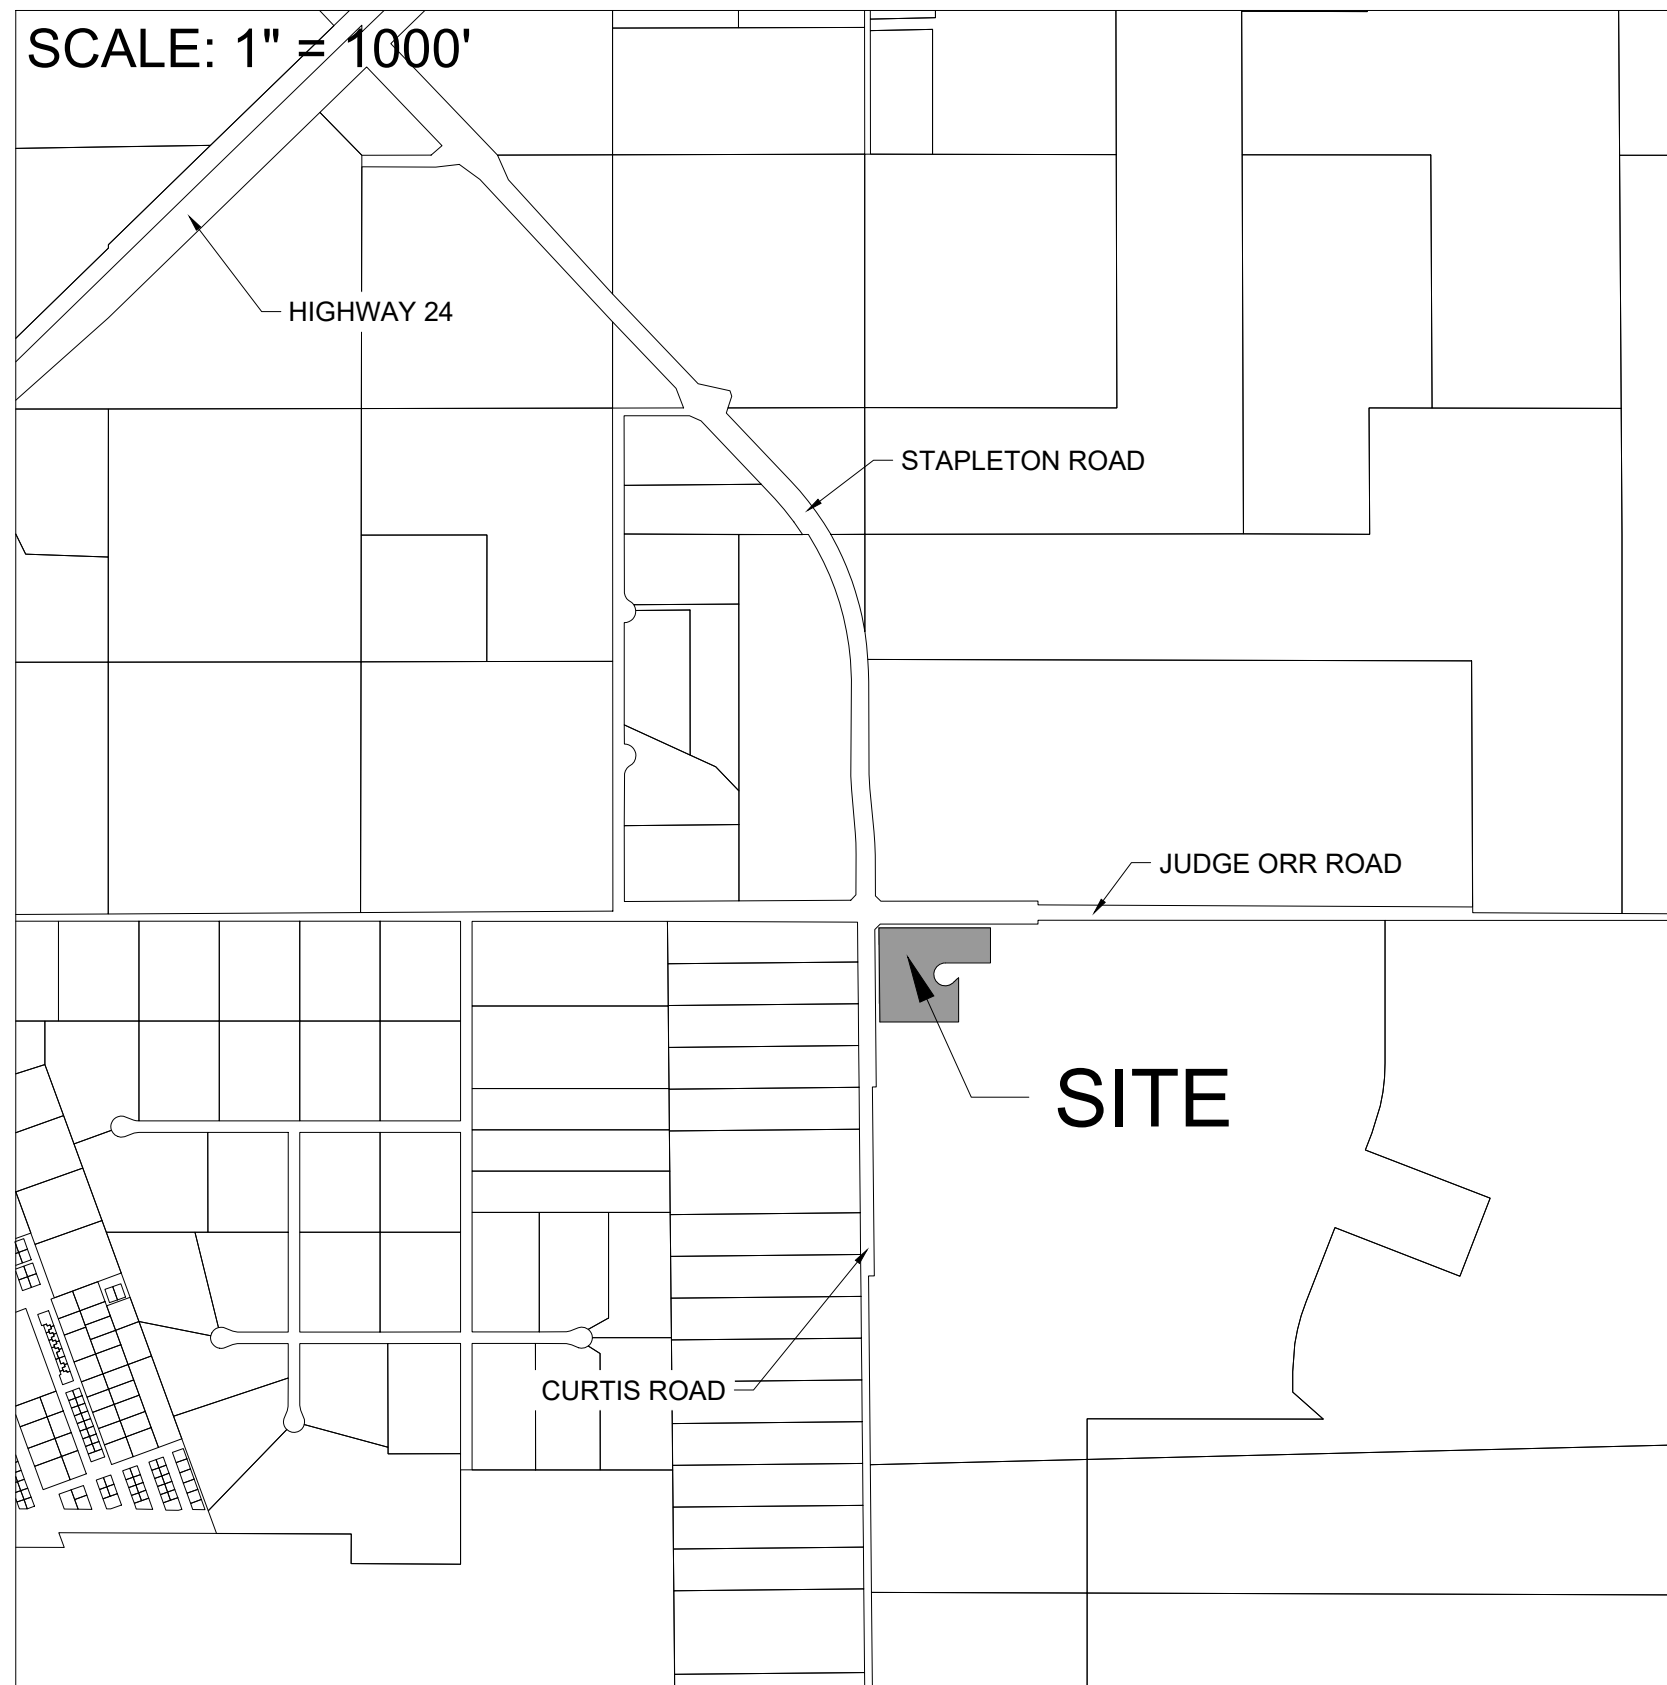 SCALE: 1" = 1000'
HIGHWAY 24
STAPLETON ROAD
JUDGE ORR ROAD
SITE
CURTIS ROAD